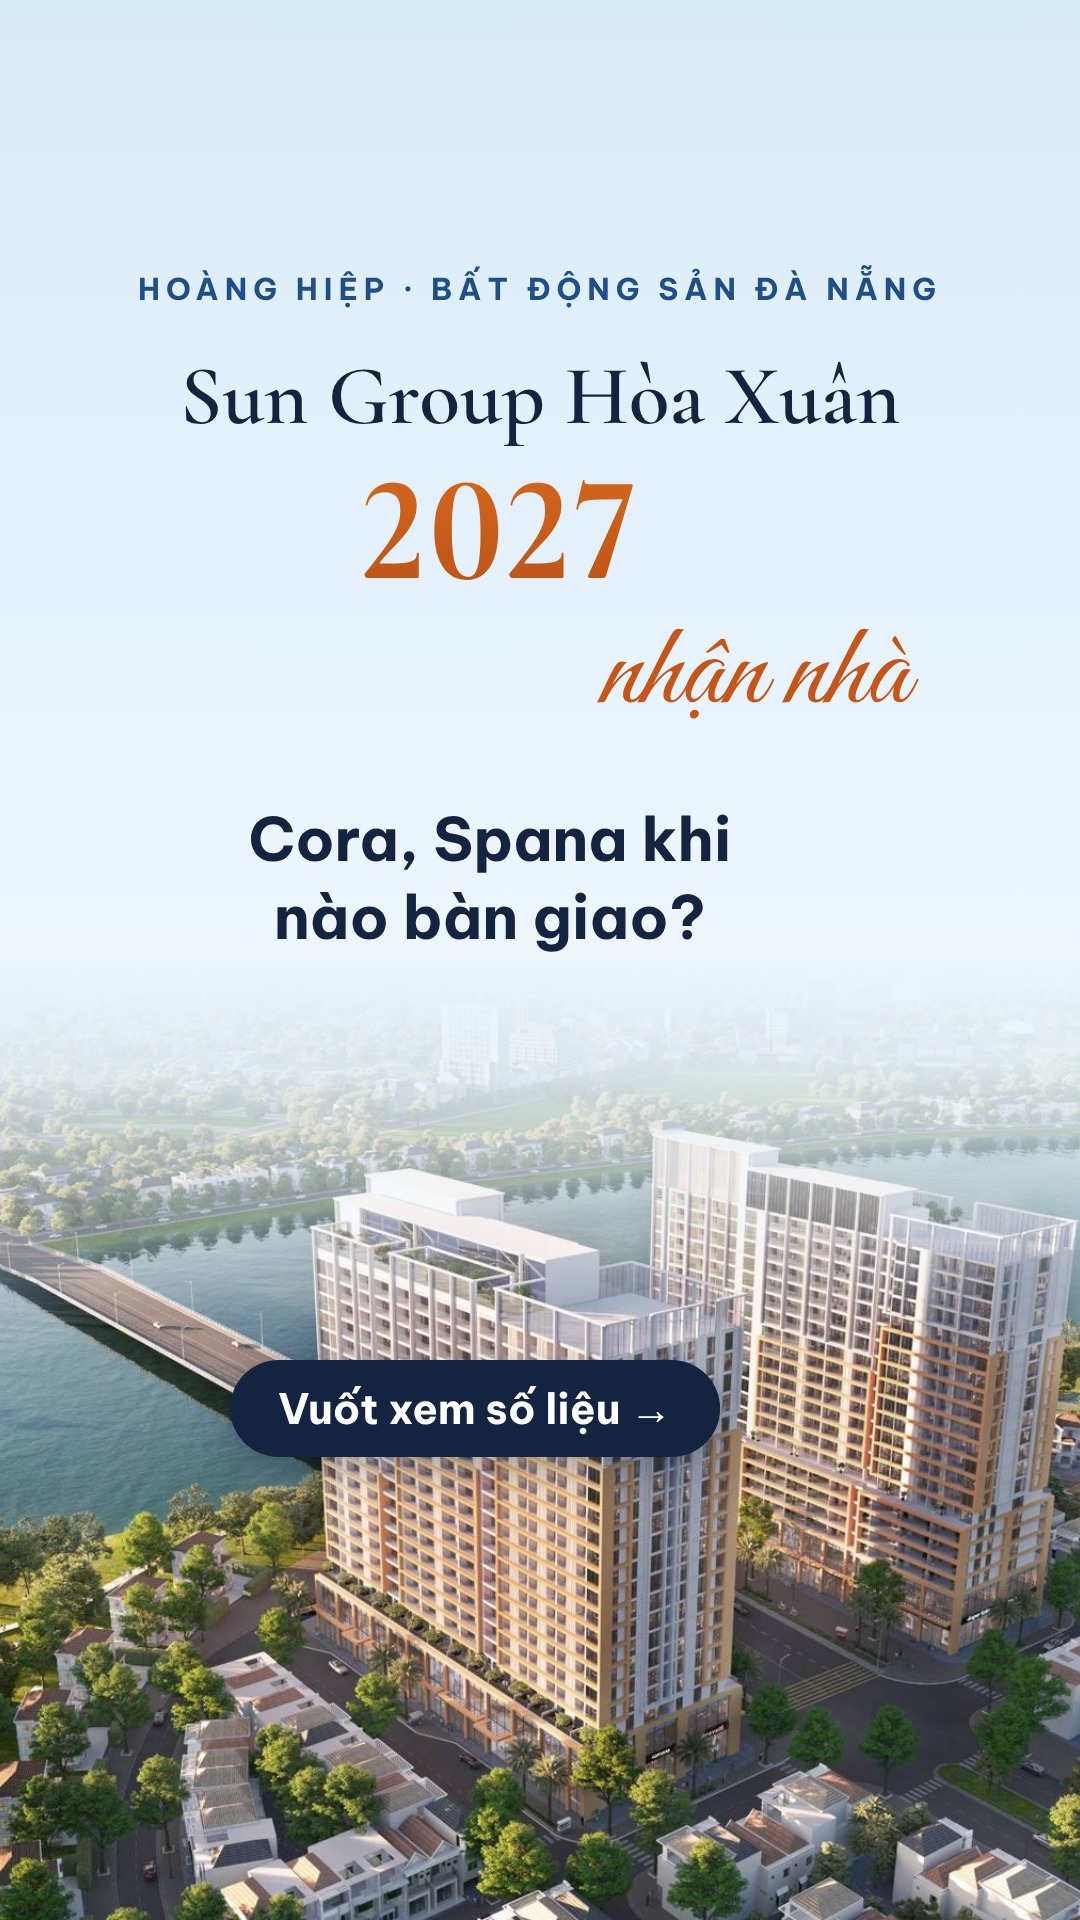 HOÀNG HIỆP · BẤT ĐỘNG SẢN ĐÀ NẴNG
Sun Group Hòa Xuân
2027
nhận nhà
Cora, Spana khi
nào bàn giao?
Vuốt xem số liệu →